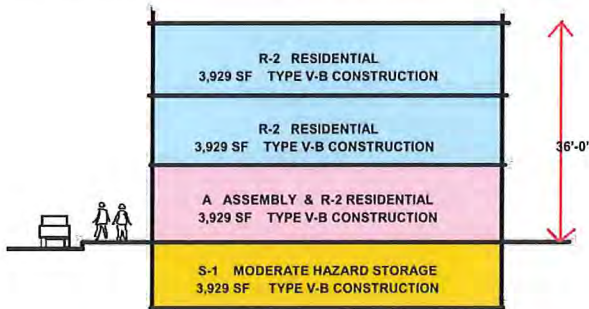 R-2 RESIDENTIAL
3,929 SF TYPE V-B CONSTRUCTION
R-2 RESIDENTIAL
3,929 SF TYPE V-B CONSTRUCTION
36'-0"
A ASSEMBLY & R-2 RESIDENTIAL
3,929 SF TYPE V-B CONSTRUCTION
S-1 MODERATE HAZARD STORAGE
3,929 SF TYPE V-B CONSTRUCTION